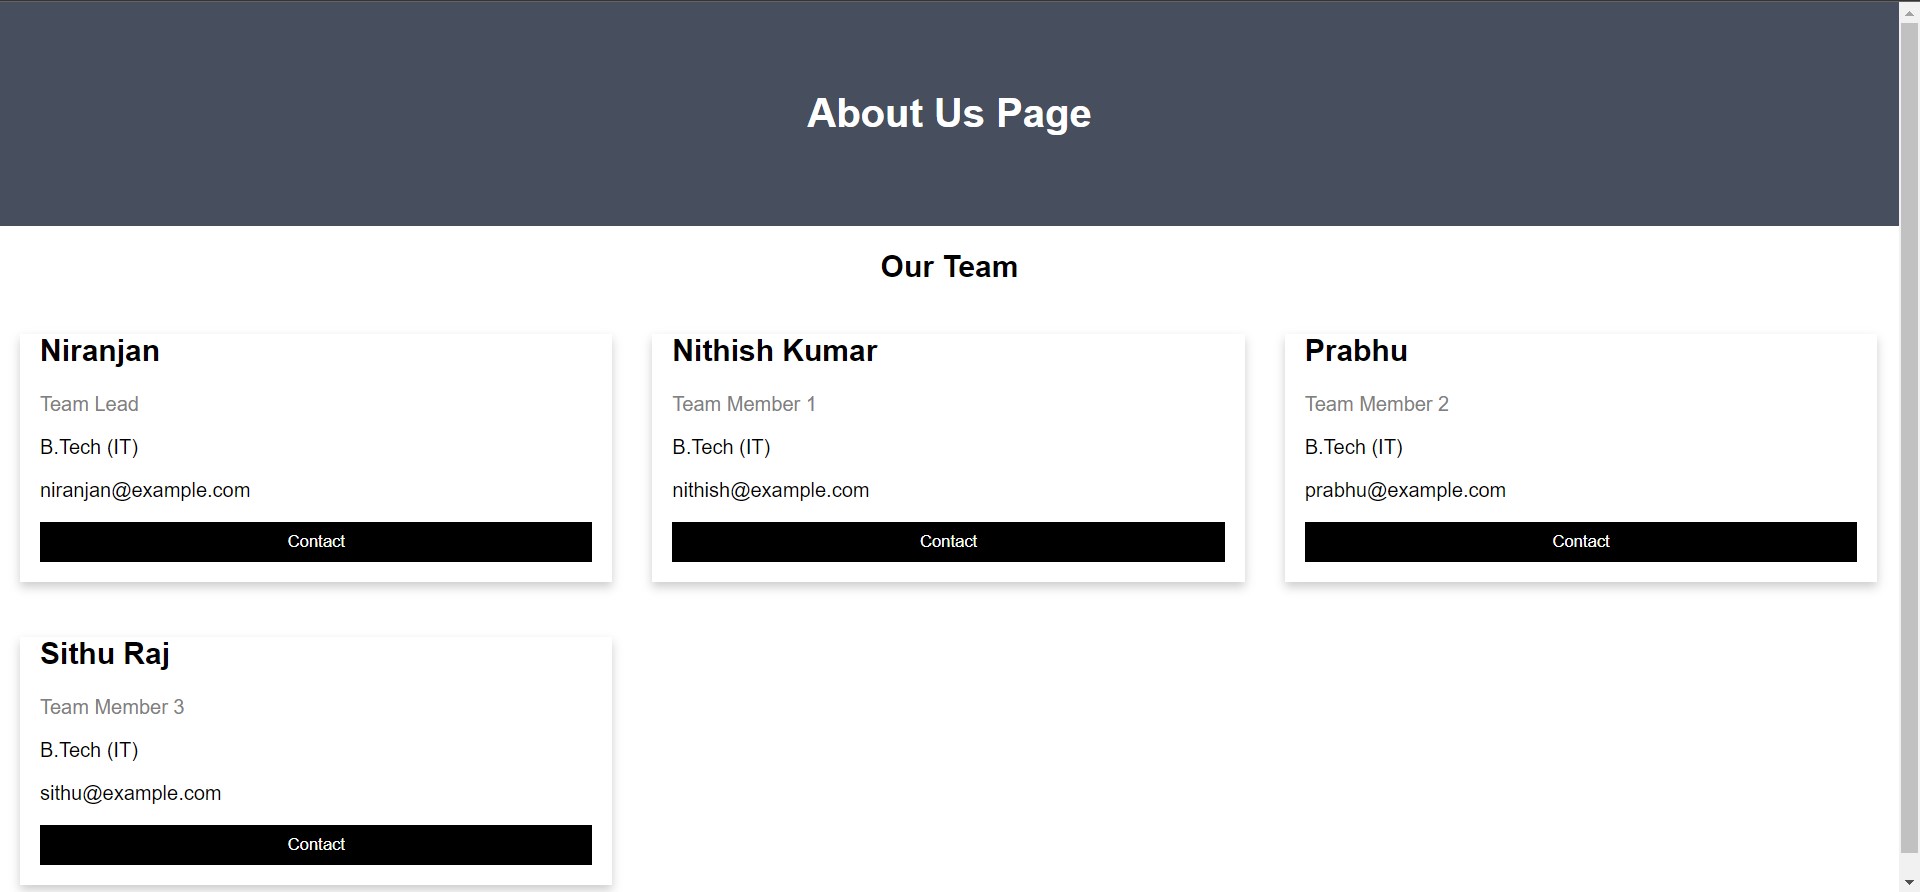 About Us Page
Our Team
Niranjan
Team Lead
B.Tech (IT)
niranjan@example.com
Contact
Nithish Kumar
Team Member 1
B.Tech (IT)
nithish@example.com
Contact
Prabhu
Team Member 2
B.Tech (IT)
prabhu@example.com
Contact
Sithu Raj
Team Member 3
B.Tech (IT)
sithu@example.com
Contact